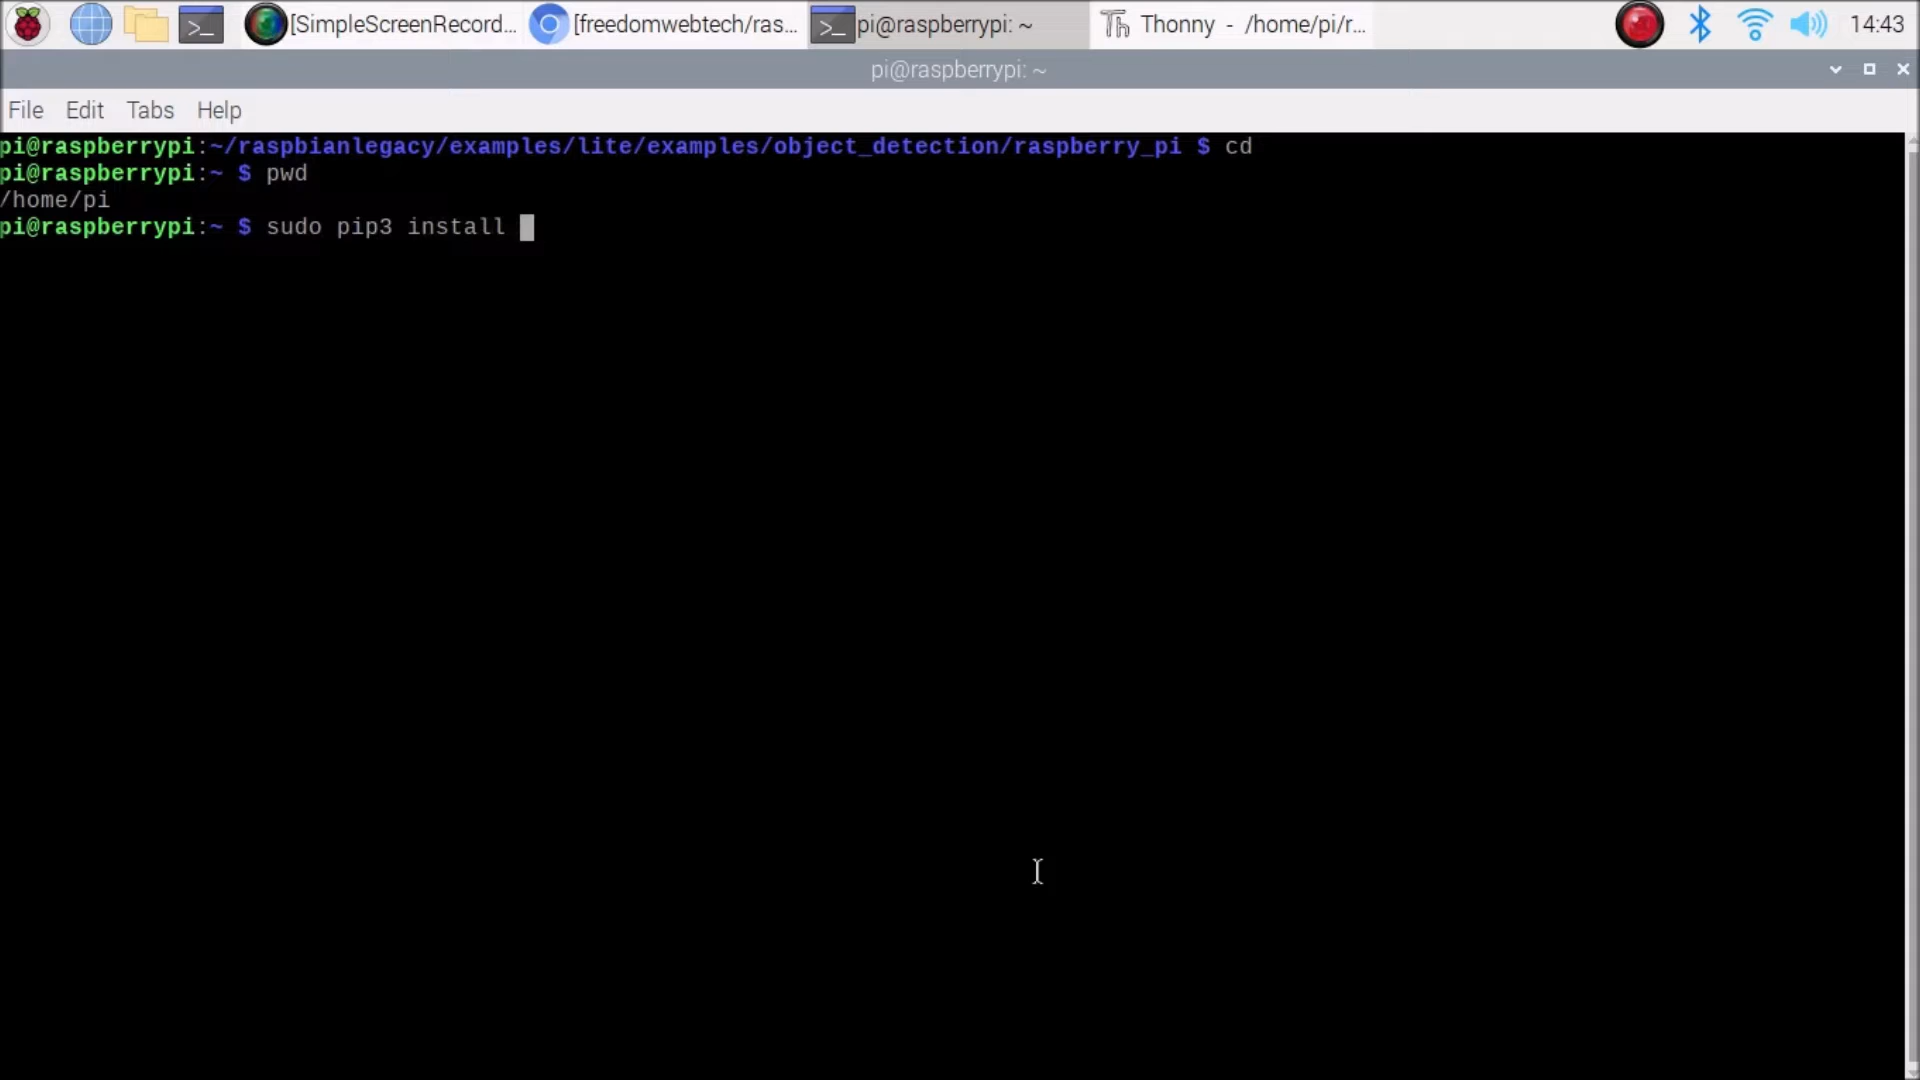 [SimpleScreenRecord... [freedomwebtech/ras... pi@raspberrypi: ~ Thonny - /home/pi/r... 14:43
pi@raspberrypi: ~
File Edit Tabs Help
pi@raspberrypi:~/raspbianlegacy/examples/lite/examples/object_detection/raspberry_pi $ cd
pi@raspberrypi:~ $ pwd
/home/pi
pi@raspberrypi:~ $ sudo pip3 install